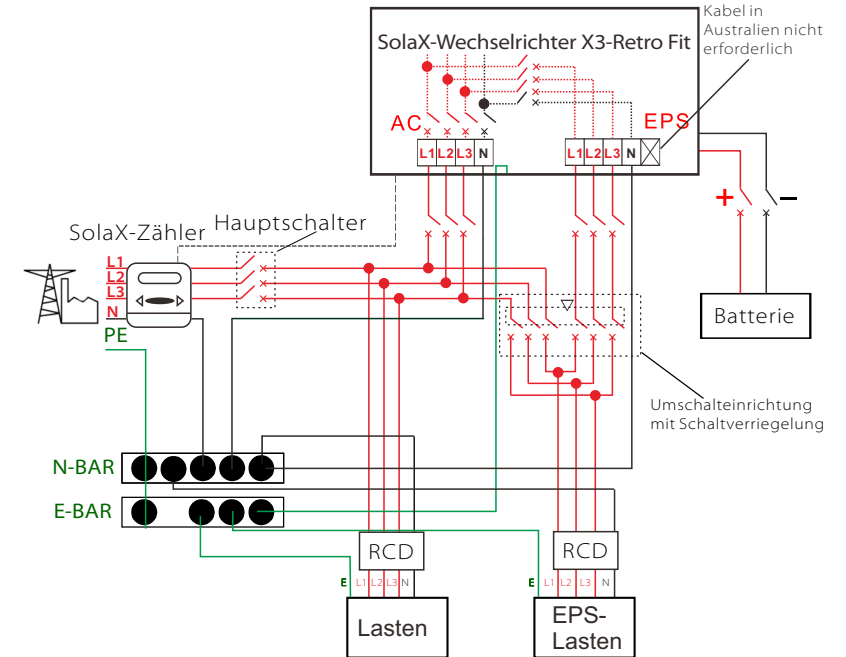 Kabel in
Australien nicht
erforderlich
SolaX-Wechselrichter X3-Retro Fit
AC
EPS
L1 L2 L3 N
L1 L2 L3 N
+ −
SolaX-Zähler
Hauptschalter
L1
L2
L3
N
PE
Batterie
Umschalteinrichtung
mit Schaltverriegelung
N-BAR
E-BAR
RCD
RCD
E L1 L2 L3 N
E L1 L2 L3 N
Lasten
EPS-
Lasten